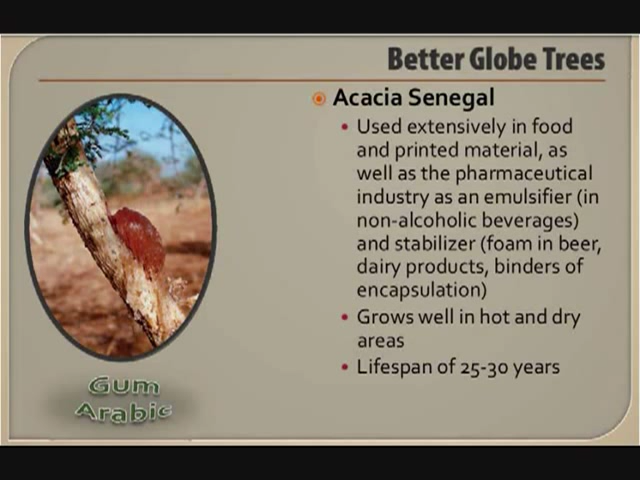 Better Globe Trees
Acacia Senegal
Used extensively in food
and printed material, as
well as the pharmaceutical
industry as an emulsifier (in
non-alcoholic beverages)
and stabilizer (foam in beer,
dairy products, binders of
encapsulation)
Grows well in hot and dry
areas
Lifespan of 25-30 years
Gum
Arabic